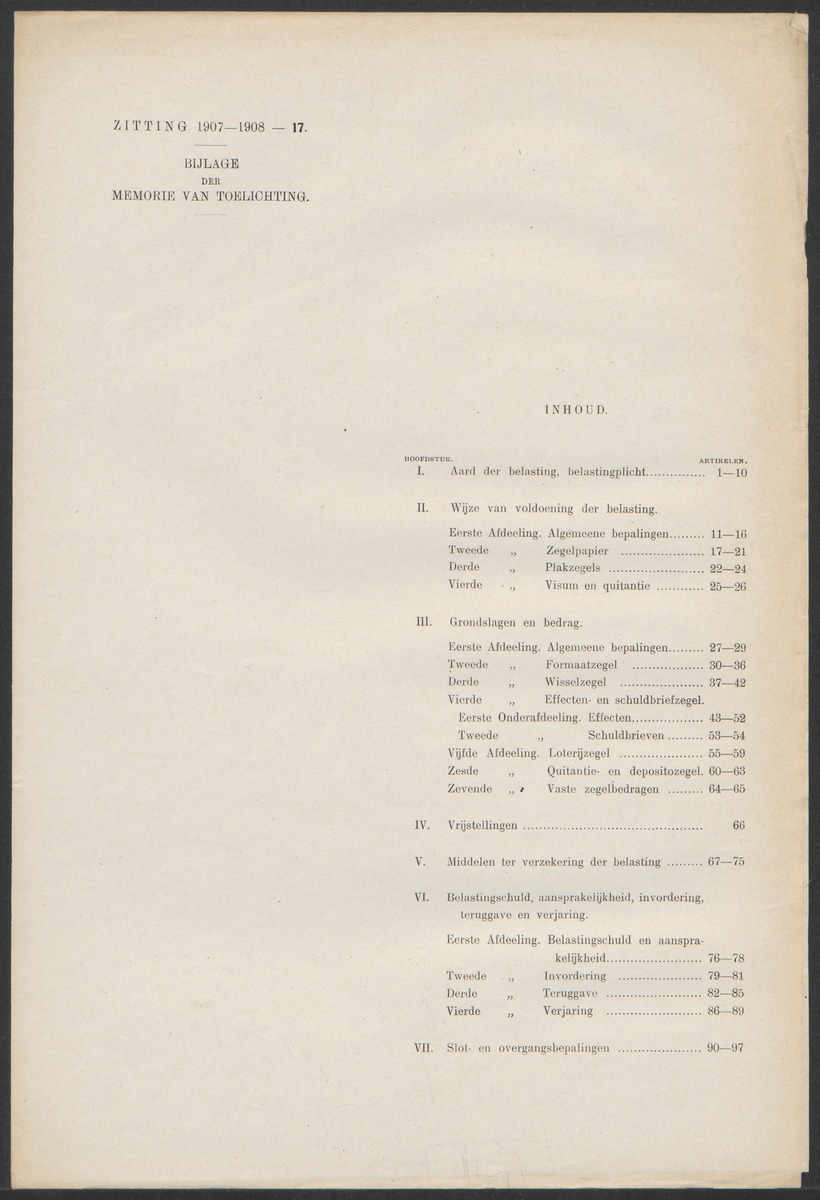 ZITTING 1907—1908 — 17.
BIJLAGE
DER
MEMORIE VAN TOELICHTING.
INHOUD.
HOOFDSTUK. ARTIKELEN.
I. Aard der belasting, belastingplicht............... 1—10
II. Wijze van voldoening der belasting.
Eerste Afdeeling. Algemeene bepalingen......... 11—16
Tweede „ Zegelpapier ..................... 17—21
Derde „ Plakzegels ........................ 22—24
Vierde „ Visum en quitantie ............ 25—26
III. Grondslagen en bedrag.
Eerste Afdeeling. Algemeene bepalingen......... 27—29
Tweede „ Formaatzegel .................. 30—36
Derde „ Wisselzegel ..................... 37—42
Vierde „ Effecten- en schuldbriefzegel.
Eerste Onderafdeeling. Effecten.................. 43—52
Tweede „ Schuldbrieven ......... 53—54
Vijfde Afdeeling. Loterijzegel ..................... 55—59
Zesde „ Quitantie- en depositozegel. 60—63
Zevende „ Vaste zegelbedragen ......... 64—65
IV. Vrijstellingen ............................................. 66
V. Middelen ter verzekering der belasting ......... 67—75
VI. Belastingschuld, aansprakelijkheid, invordering,
teruggave en verjaring.
Eerste Afdeeling. Belastingschuld en aanspra-
kelijkheid........................ 76—78
Tweede „ Invordering ..................... 79—81
Derde „ Teruggave ........................ 82—85
Vierde „ Verjaring ........................ 86—89
VII. Slot- en overgangsbepalingen ..................... 90—97